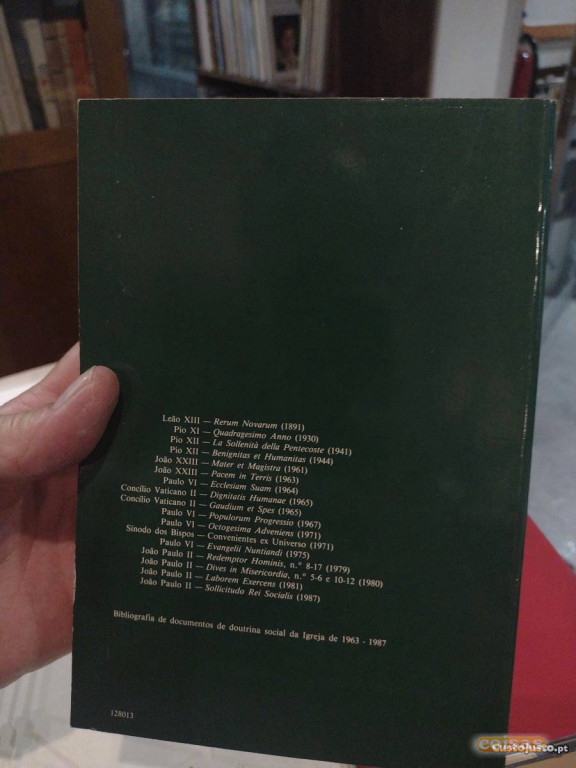 Leão XIII — Rerum Novarum (1891)
Pio XI — Quadragesimo Anno (1930)
Pio XII — La Sollenità della Pentecoste (1941)
Pio XII — Benignitas et Humanitas (1944)
João XXIII — Mater et Magistra (1961)
João XXIII — Pacem in Terris (1963)
Paulo VI — Ecclesiam Suam (1964)
Concílio Vaticano II — Dignitatis Humanae (1965)
Concílio Vaticano II — Gaudium et Spes (1965)
Paulo VI — Populorum Progressio (1967)
Paulo VI — Octogesima Adveniens (1971)
Sínodo dos Bispos — Convenientes ex Universo (1971)
Paulo VI — Evangelii Nuntiandi (1975)
João Paulo II — Redemptor Hominis, n.º 8-17 (1979)
João Paulo II — Dives in Misericordia, n.º 5-6 e 10-12 (1980)
João Paulo II — Laborem Exercens (1981)
João Paulo II — Sollicitudo Rei Socialis (1987)
Bibliografia de documentos de doutrina social da Igreja de 1963 - 1987
128013
coisas
CustoJusto.pt